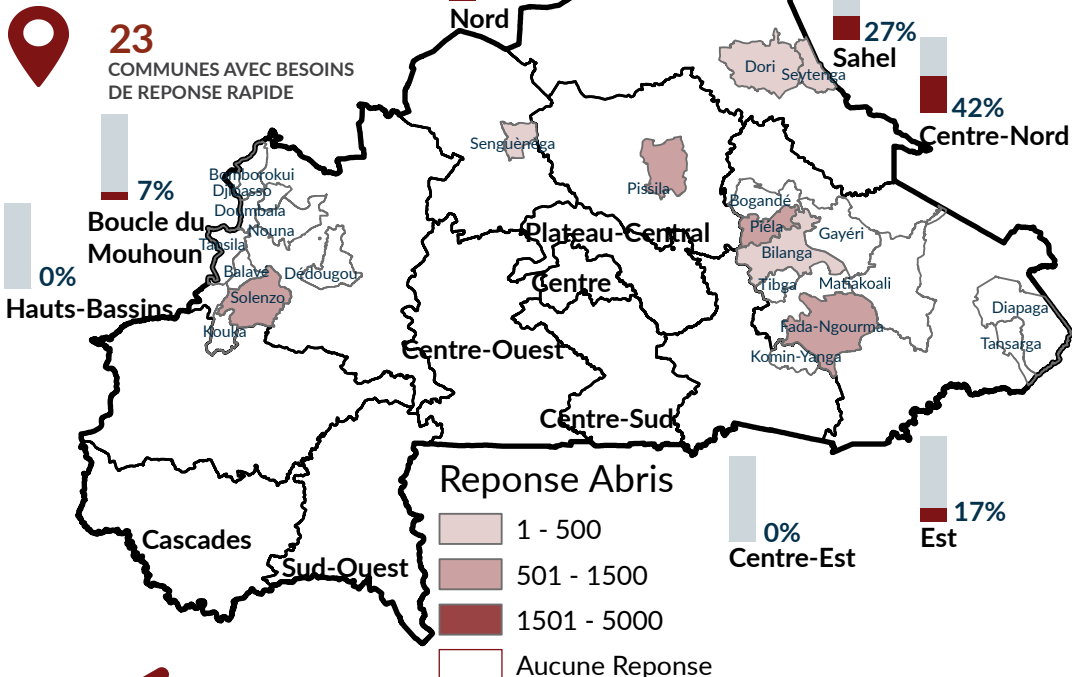 Nord
23
COMMUNES AVEC BESOINS
DE REPONSE RAPIDE
27%
Sahel
42%
Centre-Nord
7%
Boucle du
Mouhoun
0%
Hauts-Bassins
Dori
Seytenga
Senguènéga
Pissila
Bomborokui
Djibasso
Doumbala
Nouna
Tansila
Balavé
Dédougou
Solenzo
Kouka
Plateau-Central
Centre
Centre-Ouest
Centre-Sud
Bogandé
Piéla
Gayéri
Bilanga
Tibga
Matiakoali
Fada-Ngourma
Komin-Yanga
Diapaga
Tansarga
Cascades
Sud-Ouest
0%
Centre-Est
17%
Est
Reponse Abris
1 - 500
501 - 1500
1501 - 5000
Aucune Reponse